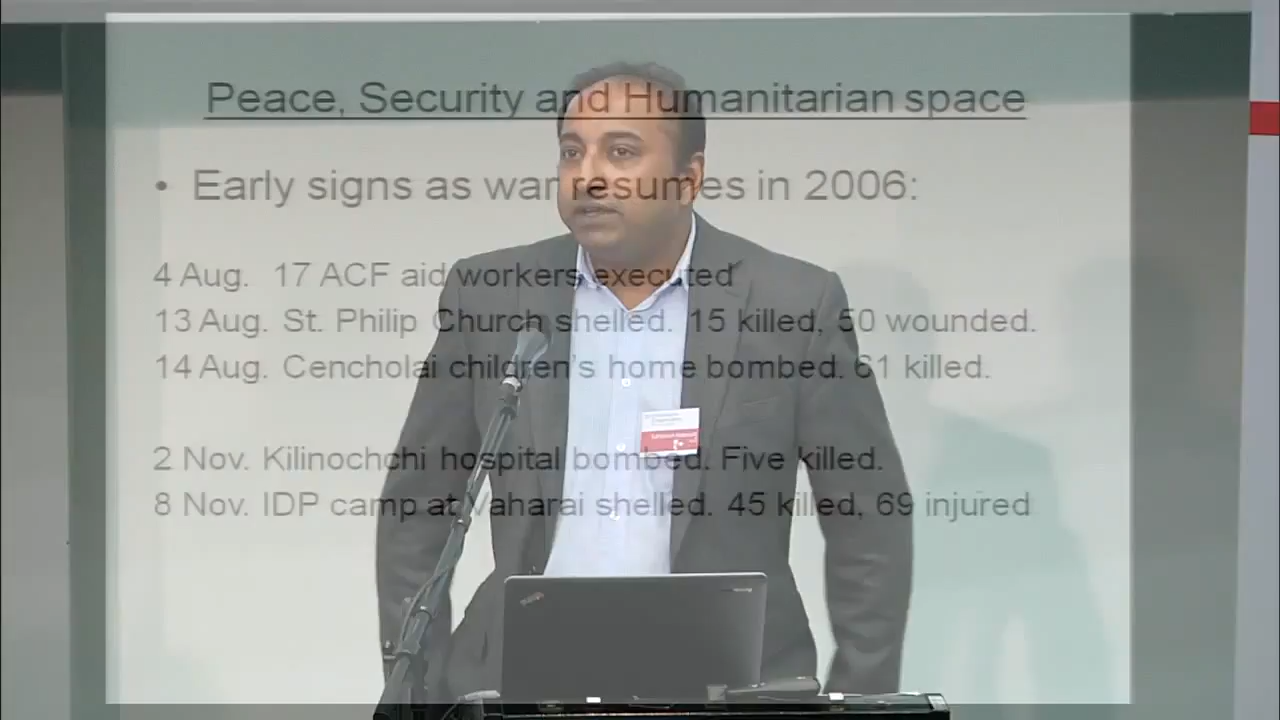 Peace, Security and Humanitarian space
• Early signs as war resumes in 2006:
4 Aug. 17 ACF aid workers executed
13 Aug. St. Philip Church shelled. 15 killed, 50 wounded.
14 Aug. Cencholai children's home bombed. 61 killed.
2 Nov. Kilinochchi hospital bombed. Five killed.
8 Nov. IDP camp at Vaharai shelled. 45 killed, 69 injured